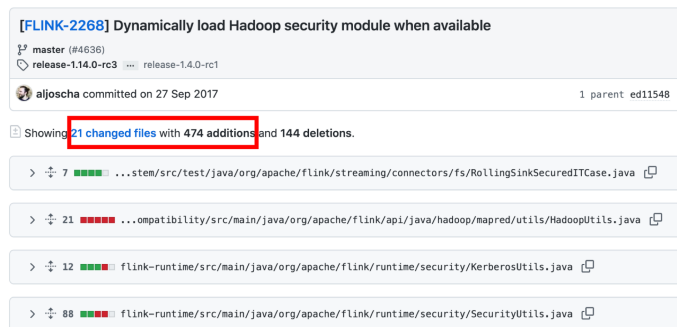 [FLINK-2268] Dynamically load Hadoop security module when available
master (#4636)
release-1.14.0-rc3 ... release-1.4.0-rc1
aljoscha committed on 27 Sep 2017 1 parent ed11548
Showing 21 changed files with 474 additions and 144 deletions.
7 ...stem/src/test/java/org/apache/flink/streaming/connectors/fs/RollingSinkSecuredITCase.java
21 ...ompatibility/src/main/java/org/apache/flink/api/java/hadoop/mapred/utils/HadoopUtils.java
12 flink-runtime/src/main/java/org/apache/flink/runtime/security/KerberosUtils.java
88 flink-runtime/src/main/java/org/apache/flink/runtime/security/SecurityUtils.java